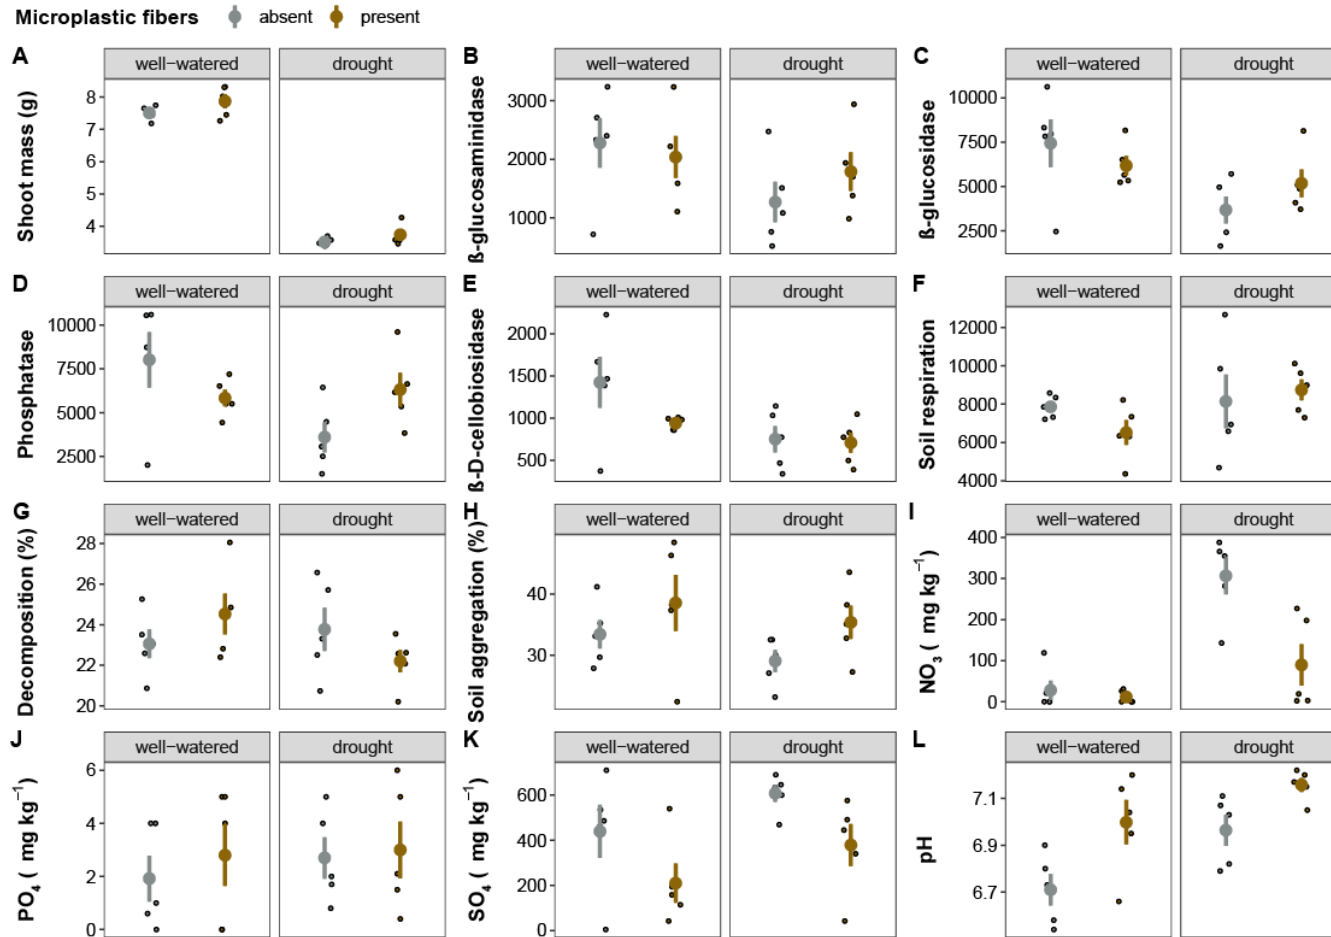 Microplastic fibers absent present
A well−watered drought
Shoot mass (g)
8
7
6
5
4
B well−watered drought
ß-glucosaminidase
3000
2000
1000
C well−watered drought
ß-glucosidase
10000
7500
5000
2500
D well−watered drought
Phosphatase
10000
7500
5000
2500
E well−watered drought
ß-D-cellobiosidase
2000
1500
1000
500
F well−watered drought
Soil respiration
12000
10000
8000
6000
4000
G well−watered drought
Decomposition (%)
28
26
24
22
20
H well−watered drought
Soil aggregation (%)
40
30
I well−watered drought
NO3 ( mg kg−1)
400
300
200
100
0
J well−watered drought
PO4 ( mg kg−1)
6
4
2
0
K well−watered drought
SO4 ( mg kg−1)
600
400
200
0
L well−watered drought
pH
7.1
6.9
6.7